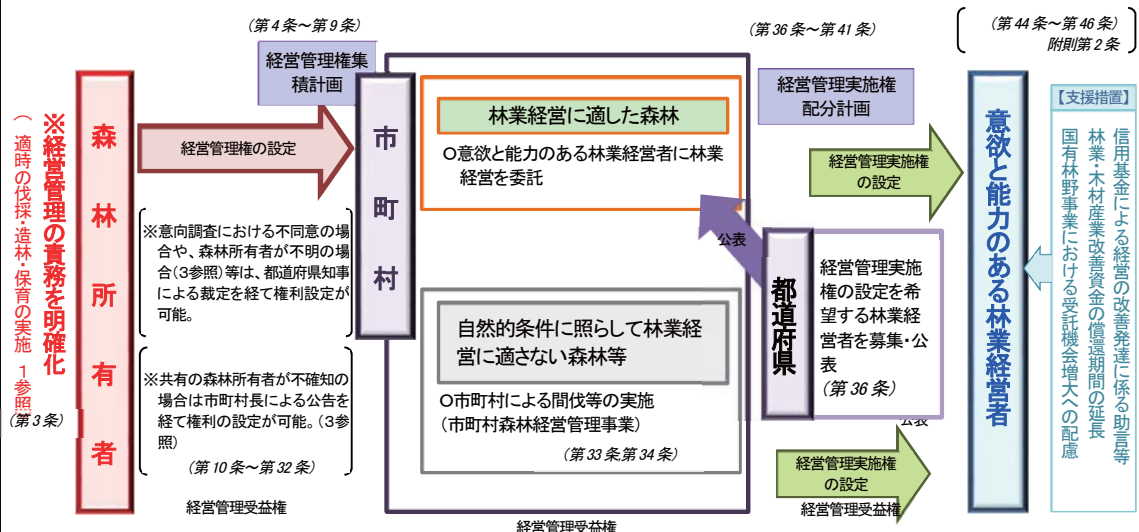 (第3条)
( 適時の伐採・造林・保育の実施 1参照
※経営管理の責務を明確化
森林所有者
(第4条～第9条)
経営管理権集
積計画
経営管理権の設定
※意向調査における不同意の場
合や、森林所有者が不明の場
合(3参照)等は、都道府県知事
による裁定を経て権利設定が
可能。
※共有の森林所有者が不確知の
場合は市町村長による公告を
経て権利の設定が可能。(3参
照)
(第10条～第32条)
経営管理受益権
市町村
林業経営に適した森林
○意欲と能力のある林業経営者に林業
経営を委託
自然的条件に照らして林業経
営に適さない森林等
○市町村による間伐等の実施
(市町村森林経営管理事業)
(第33条第34条)
経営管理受益権
(第36条～第41条)
経営管理実施権
配分計画
経営管理実施権
の設定
公表
都道府県
経営管理実施
権の設定を希
望する林業経
営者を募集・公
表
(第36条)
公表
経営管理実施権
の設定
経営管理受益権
(第44条～第46条)
附則第2条
意欲と能力のある林業経営者
【支援措置】
信用基金による経営の改善発達に係る助言等
林業・木材産業改善資金の償還期間の延長
国有林野事業における受託機会増大への配慮